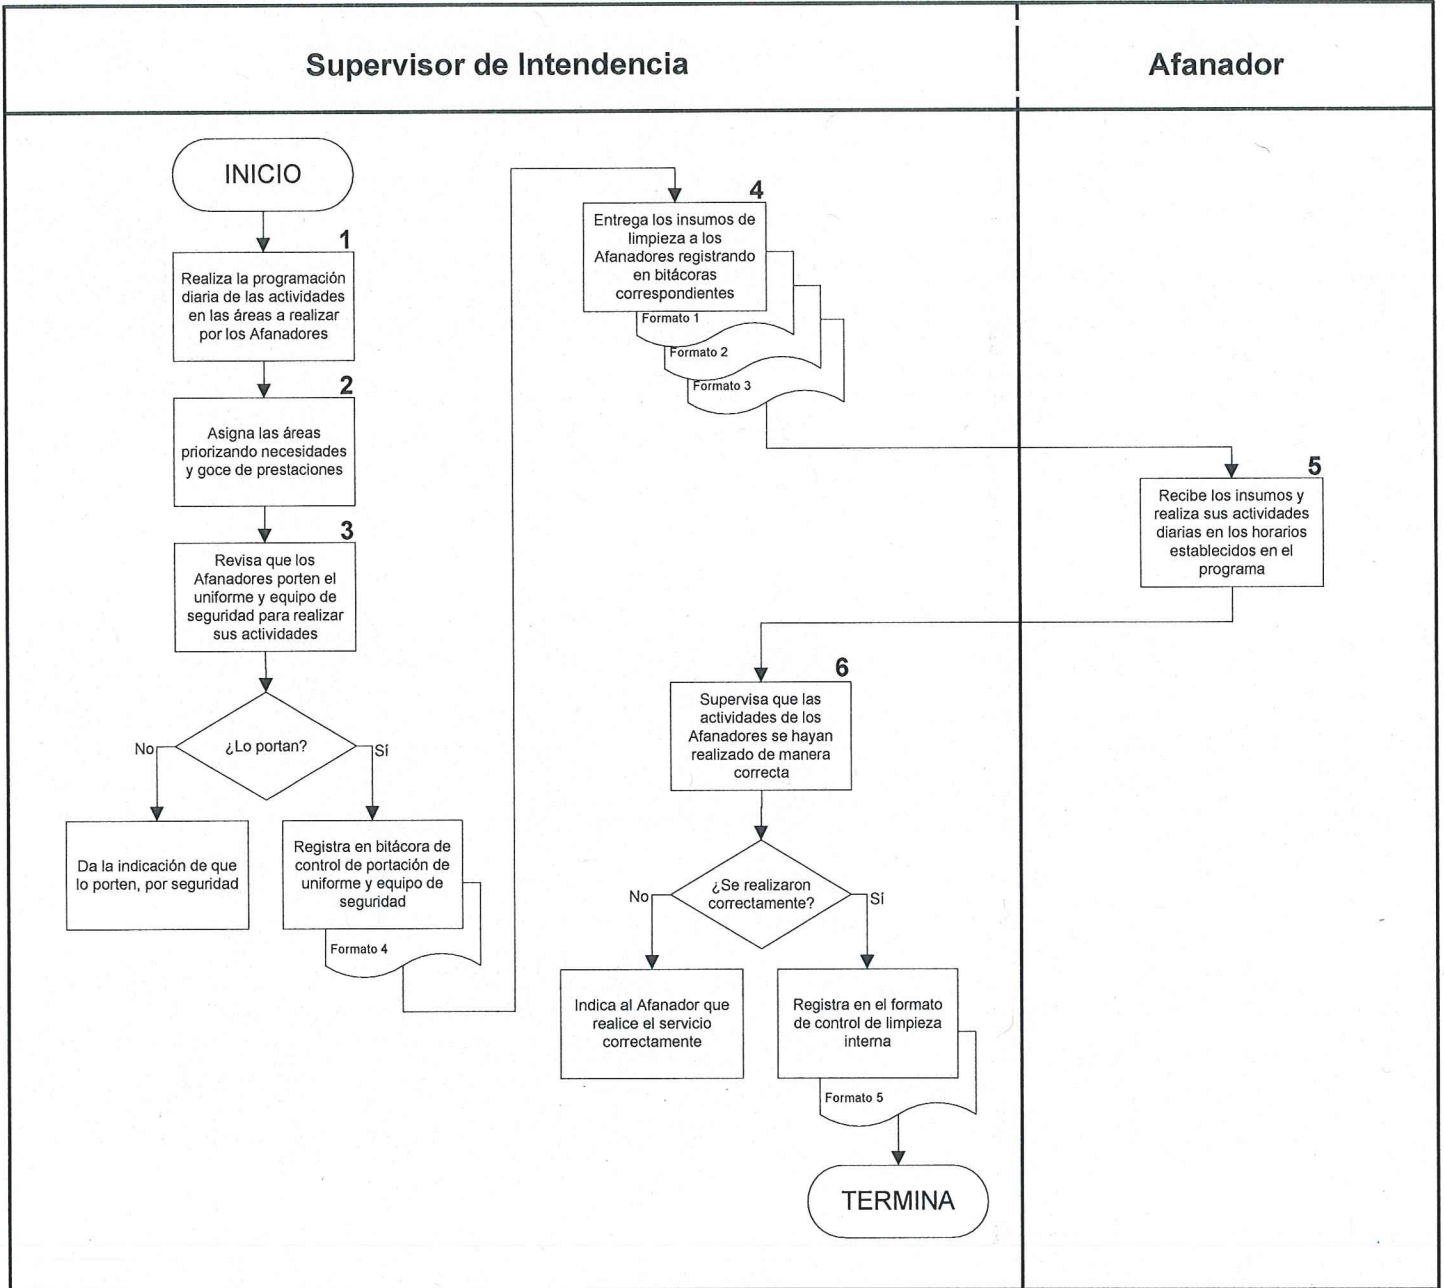 Supervisor de Intendencia
Afanador
INICIO
1
Realiza la programación
diaria de las actividades
en las áreas a realizar
por los Afanadores
2
Asigna las áreas
priorizando necesidades
y goce de prestaciones
3
Revisa que los
Afanadores porten el
uniforme y equipo de
seguridad para realizar
sus actividades
¿Lo portan?
No
Sí
Da la indicación de que
lo porten, por seguridad
Registra en bitácora de
control de portación de
uniforme y equipo de
seguridad
Formato 4
4
Entrega los insumos de
limpieza a los
Afanadores registrando
en bitácoras
correspondientes
Formato 1
Formato 2
Formato 3
5
Recibe los insumos y
realiza sus actividades
diarias en los horarios
establecidos en el
programa
6
Supervisa que las
actividades de los
Afanadores se hayan
realizado de manera
correcta
¿Se realizaron
correctamente?
No
Sí
Indica al Afanador que
realice el servicio
correctamente
Registra en el formato
de control de limpieza
interna
Formato 5
TERMINA